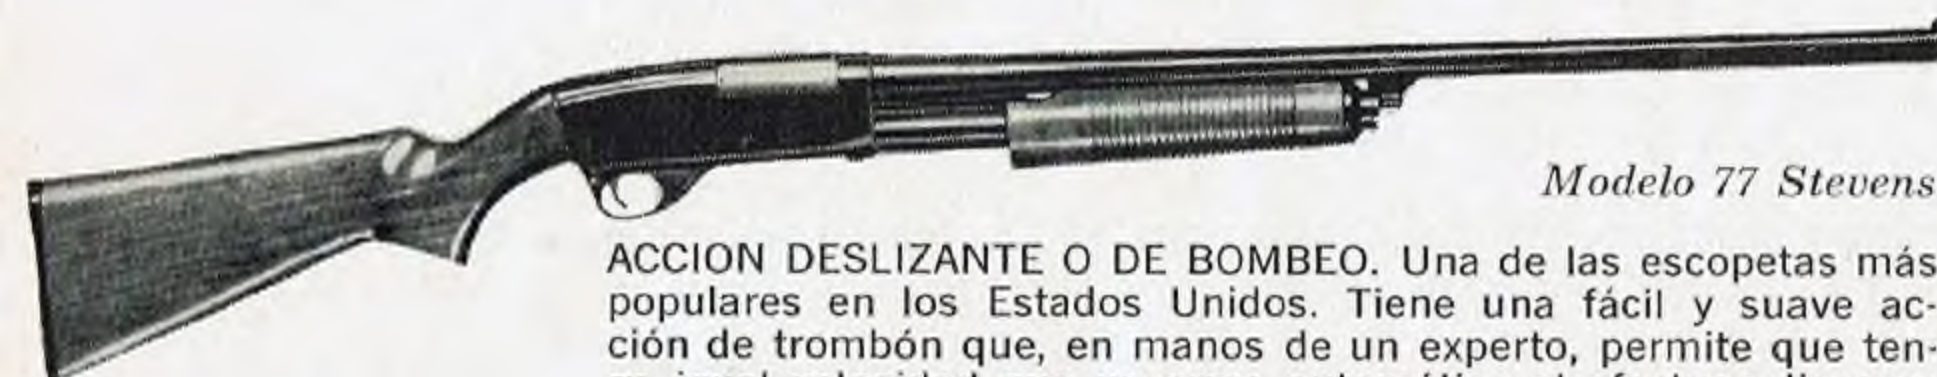 Modelo 77 Stevens
ACCION DESLIZANTE O DE BOMBEO. Una de las escopetas más
populares en los Estados Unidos. Tiene una fácil y suave ac-
ción de trombón que, en manos de un experto, permite que ten-